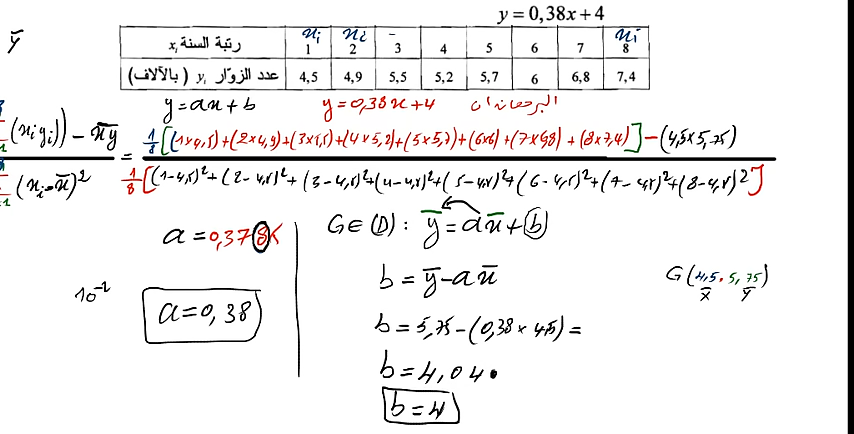 y = 0,38x + 4
ȳ
xᵢ xᵢ xᵢ
رتبة السنة xᵢ 1 2 3 4 5 6 7 8
عدد الزوّار yᵢ (بالآلاف) 4,5 4,9 5,5 5,2 5,7 6 6,8 7,4
y = ax + b y = 0,38x + 4
(xᵢyᵢ)) − x̄ȳ = 1/8 [(1×4,5)+(2×4,9)+(3×5,5)+(4×5,2)+(5×5,7)+(6×6)+(7×6,8)+(8×7,4)] − (4,5×5,75)
(xᵢ − x̄)² 1/8 [(1−4,5)²+(2−4,5)²+(3−4,5)²+(4−4,5)²+(5−4,5)²+(6−4,5)²+(7−4,5)²+(8−4,5)²]
a = 0,378 G∈(D): ȳ = ax̄ + b
10⁻² b = ȳ − ax̄ G(4,5 . 5,75)
x̄ ȳ
a = 0,38 b = 5,75 − (0,38 × 4,5) =
b = 4,04
b = 4